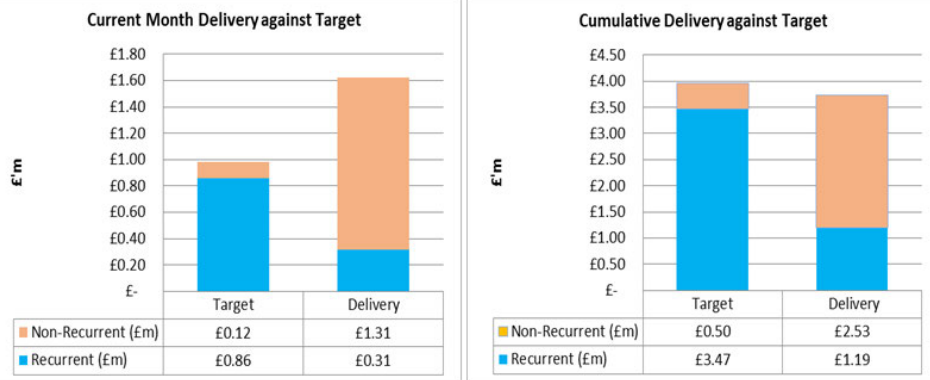 Current Month Delivery against Target
£'m
£1.80
£1.60
£1.40
£1.20
£1.00
£0.80
£0.60
£0.40
£0.20
£-
Target Delivery
Non-Recurrent (£m) £0.12 £1.31
Recurrent (£m) £0.86 £0.31
Cumulative Delivery against Target
£'m
£4.50
£4.00
£3.50
£3.00
£2.50
£2.00
£1.50
£1.00
£0.50
£-
Target Delivery
Non-Recurrent (£m) £0.50 £2.53
Recurrent (£m) £3.47 £1.19